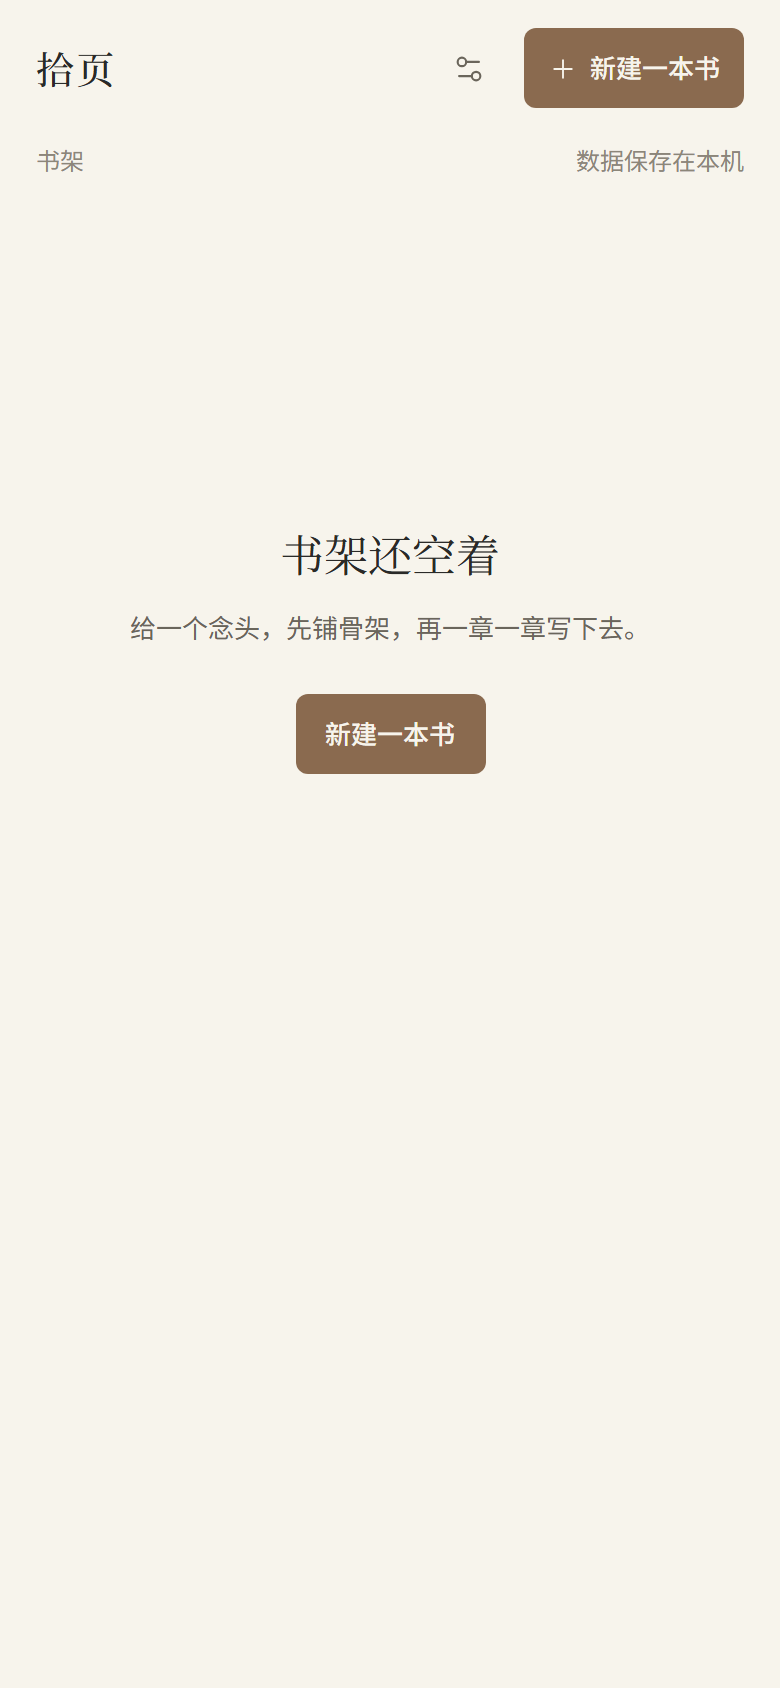 拾页
新建一本书
书架
数据保存在本机
书架还空着
给一个念头，先铺骨架，再一章一章写下去。
新建一本书